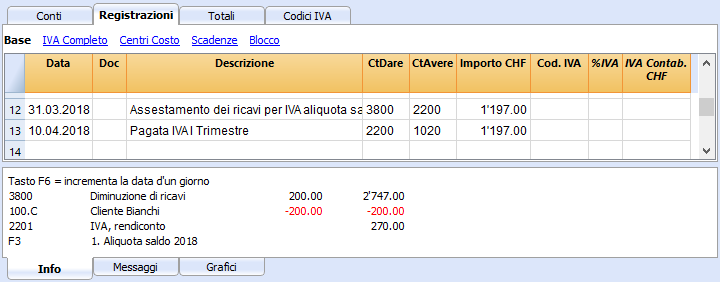 Conti Registrazioni Totali Codici IVA
Base IVA Completo Centri Costo Scadenze Blocco
Data Doc Descrizione CtDare CtAvere Importo CHF Cod. IVA %IVA IVA Contab. CHF
12 31.03.2018 Assestamento dei ricavi per IVA aliquota sa 3800 2200 1'197.00
13 10.04.2018 Pagata IVA I Trimestre 2200 1020 1'197.00
14
Tasto F6 = incrementa la data d'un giorno
3800 Diminuzione di ricavi 200.00 2'747.00
100.C Cliente Bianchi -200.00 -200.00
2201 IVA, rendiconto 270.00
F3 1. Aliquota saldo 2018
Info Messaggi Grafici